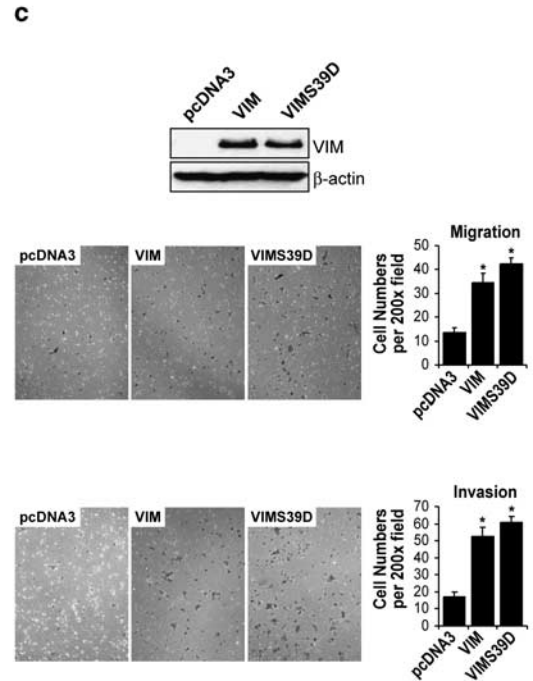 c
pcDNA3 VIM VIMS39D
VIM
β-actin
pcDNA3 VIM VIMS39D
Migration
Cell Numbers
per 200x field
50
40
30
20
10
0
* *
pcDNA3 VIM VIMS39D
pcDNA3 VIM VIMS39D
Invasion
Cell Numbers
per 200x field
70
60
50
40
30
20
10
0
* *
pcDNA3 VIM VIMS39D